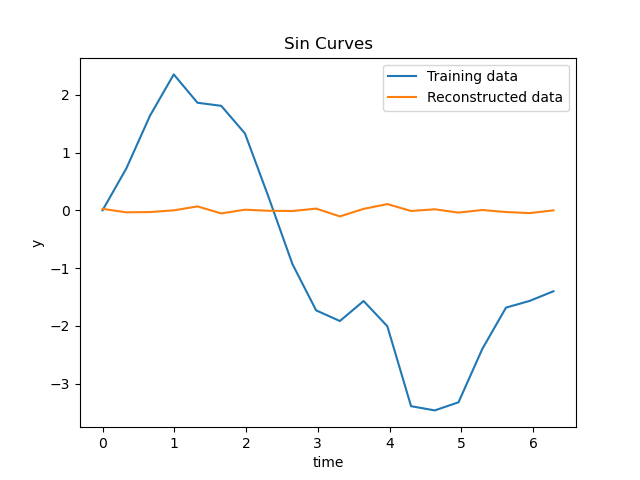 Sin Curves
Training data
Reconstructed data
2
1
0
−1
−2
−3
y
0
1
2
3
4
5
6
time